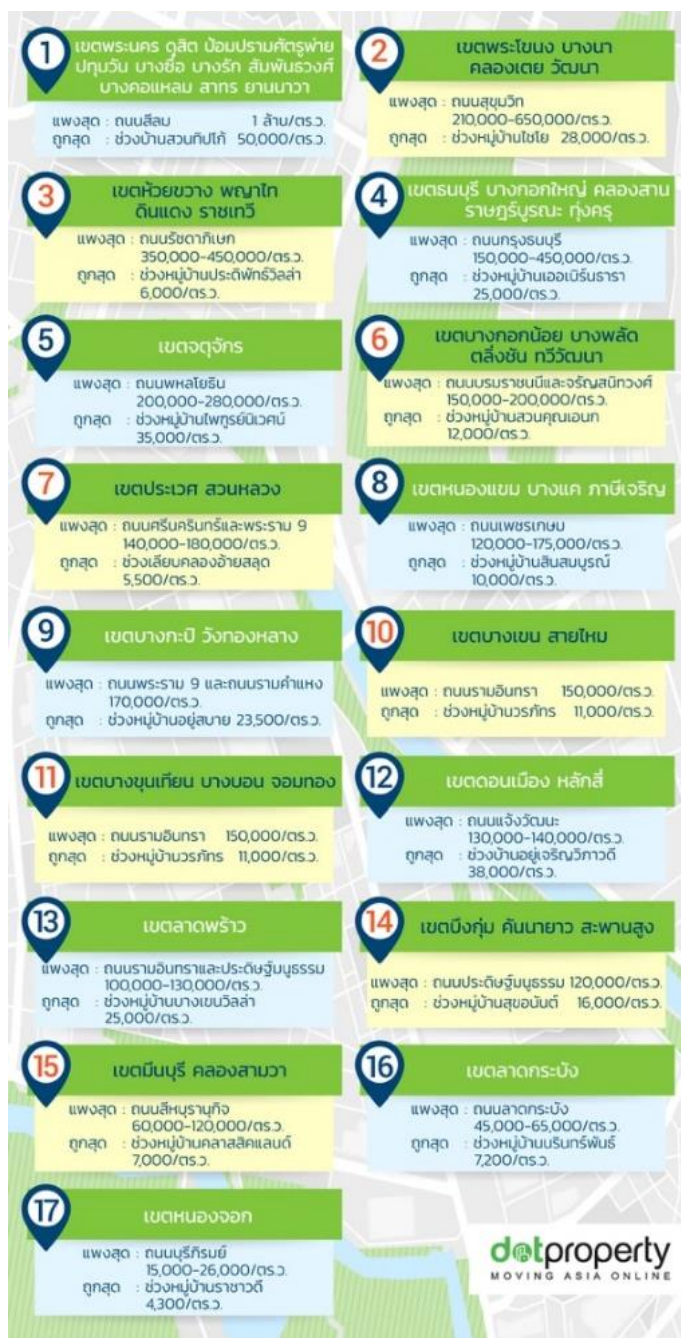 1
เขตพระนคร ดุสิต ป้อมปรามศัตรูพ่าย
ปทุมวัน บางซื่อ บางรัก สัมพันธวงศ์
บางคอแหลม สาทร ยานนาวา
แพงสุด : ถนนสีลม 1 ล้าน/ตร.ว.
ถูกสุด : ช่วงบ้านสวนทิปโก้ 50,000/ตร.ว.
2
เขตพระโขนง บางนา
คลองเตย วัฒนา
แพงสุด : ถนนสุขุมวิท
210,000-650,000/ตร.ว.
ถูกสุด : ช่วงหมู่บ้านไชโย 28,000/ตร.ว.
3
เขตห้วยขวาง พญาไท
ดินแดง ราชเทวี
แพงสุด : ถนนรัชดาภิเษก
350,000-450,000/ตร.ว.
ถูกสุด : ช่วงหมู่บ้านประดิพัทธ์วิลล่า
6,000/ตร.ว.
4
เขตธนบุรี บางกอกใหญ่ คลองสาน
ราษฎร์บูรณะ ทุ่งครุ
แพงสุด : ถนนกรุงธนบุรี
150,000-450,000/ตร.ว.
ถูกสุด : ช่วงหมู่บ้านเออเบิร์นธารา
25,000/ตร.ว.
5
เขตจตุจักร
แพงสุด : ถนนพหลโยธิน
200,000-280,000/ตร.ว.
ถูกสุด : ช่วงหมู่บ้านไพฑูรย์นิเวศน์
35,000/ตร.ว.
6
เขตบางกอกน้อย บางพลัด
ตลิ่งชัน ทวีวัฒนา
แพงสุด : ถนนบรมราชนนีและจรัญสนิทวงศ์
150,000-200,000/ตร.ว.
ถูกสุด : ช่วงหมู่บ้านสวนคุณเอนก
12,000/ตร.ว.
7
เขตประเวศ สวนหลวง
แพงสุด : ถนนศรีนครินทร์และพระราม 9
140,000-180,000/ตร.ว.
ถูกสุด : ช่วงเลียบคลองอ้ายสลุด
5,500/ตร.ว.
8
เขตหนองแขม บางแค ภาษีเจริญ
แพงสุด : ถนนเพชรเกษม
120,000-175,000/ตร.ว.
ถูกสุด : ช่วงหมู่บ้านสินสมบูรณ์
10,000/ตร.ว.
9
เขตบางกะปิ วังทองหลาง
แพงสุด : ถนนพระราม 9 และถนนรามคำแหง
170,000/ตร.ว.
ถูกสุด : ช่วงหมู่บ้านอยู่สบาย 23,500/ตร.ว.
10
เขตบางเขน สายไหม
แพงสุด : ถนนรามอินทรา 150,000/ตร.ว.
ถูกสุด : ช่วงหมู่บ้านวรภัทร 11,000/ตร.ว.
11
เขตบางขุนเทียน บางบอน จอมทอง
แพงสุด : ถนนรามอินทรา 150,000/ตร.ว.
ถูกสุด : ช่วงหมู่บ้านวรภัทร 11,000/ตร.ว.
12
เขตดอนเมือง หลักสี่
แพงสุด : ถนนแจ้งวัฒนะ
130,000-140,000/ตร.ว.
ถูกสุด : ช่วงบ้านอยู่เจริญวิภาวดี
38,000/ตร.ว.
13
เขตลาดพร้าว
แพงสุด : ถนนรามอินทราและประดิษฐ์มนูธรรม
100,000-130,000/ตร.ว.
ถูกสุด : ช่วงหมู่บ้านบางเขนวิลล่า
25,000/ตร.ว.
14
เขตบึงกุ่ม คันนายาว สะพานสูง
แพงสุด : ถนนประดิษฐ์มนูธรรม 120,000/ตร.ว.
ถูกสุด : ช่วงหมู่บ้านสุขอนันต์ 16,000/ตร.ว.
15
เขตมีนบุรี คลองสามวา
แพงสุด : ถนนสีหบุรานุกิจ
60,000-120,000/ตร.ว.
ถูกสุด : ช่วงหมู่บ้านคลาสสิคแลนด์
7,000/ตร.ว.
16
เขตลาดกระบัง
แพงสุด : ถนนลาดกระบัง
45,000-65,000/ตร.ว.
ถูกสุด : ช่วงหมู่บ้านนรินทร์พันธ์
7,200/ตร.ว.
17
เขตหนองจอก
แพงสุด : ถนนบุรีภิรมย์
15,000-26,000/ตร.ว.
ถูกสุด : ช่วงหมู่บ้านราชาวดี
4,300/ตร.ว.
dotproperty
MOVING ASIA ONLINE